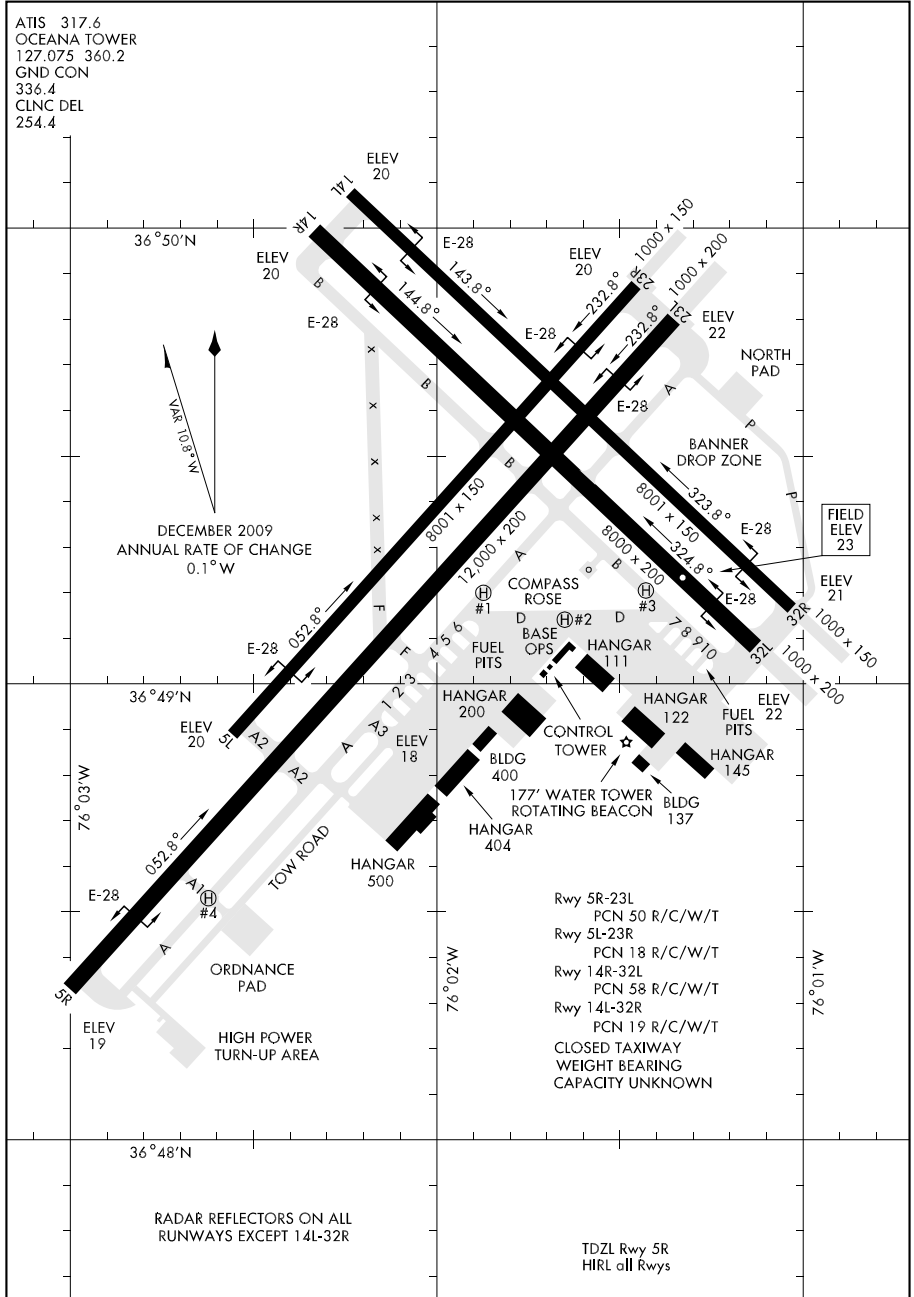 ATIS 317.6
OCEANA TOWER
127.075 360.2
GND CON
336.4
CLNC DEL
254.4
ELEV
20
14L
14R
36°50'N
ELEV
20
E-28
E-28
143.8°
144.8°
B
ELEV
20
23R
1000 x 150
232.8°
23L
1000 x 200
232.8°
ELEV
22
E-28
E-28
NORTH
PAD
A
P
P
BANNER
DROP ZONE
VAR 10.8°W
X
X
X
X
X
B
B
B
DECEMBER 2009
ANNUAL RATE OF CHANGE
0.1°W
8001 x 150
12,000 x 200
A
323.8°
8001 x 150
324.8°
8000 x 200
E-28
FIELD
ELEV
23
E-28
ELEV
21
32R
1000 x 150
32L
1000 x 200
ELEV
22
COMPASS
ROSE
H
#1
H #2
H
#3
D
D
BASE
OPS
F
F
FUEL
PITS
1 2 3 4 5 6
7 8 9 10
FUEL
PITS
052.8°
E-28
36°49'N
ELEV
20
5L
A2
A2
A
A3
ELEV
18
HANGAR
111
HANGAR
200
HANGAR
122
CONTROL
TOWER
HANGAR
145
BLDG
400
177' WATER TOWER
ROTATING BEACON
BLDG
137
HANGAR
404
HANGAR
500
TOW ROAD
76°03'W
052.8°
E-28
A1
H
#4
A
5R
ELEV
19
ORDNANCE
PAD
HIGH POWER
TURN-UP AREA
76°02'W
76°01'W
Rwy 5R-23L
PCN 50 R/C/W/T
Rwy 5L-23R
PCN 18 R/C/W/T
Rwy 14R-32L
PCN 58 R/C/W/T
Rwy 14L-32R
PCN 19 R/C/W/T
CLOSED TAXIWAY
WEIGHT BEARING
CAPACITY UNKNOWN
36°48'N
RADAR REFLECTORS ON ALL
RUNWAYS EXCEPT 14L-32R
TDZL Rwy 5R
HIRL all Rwys